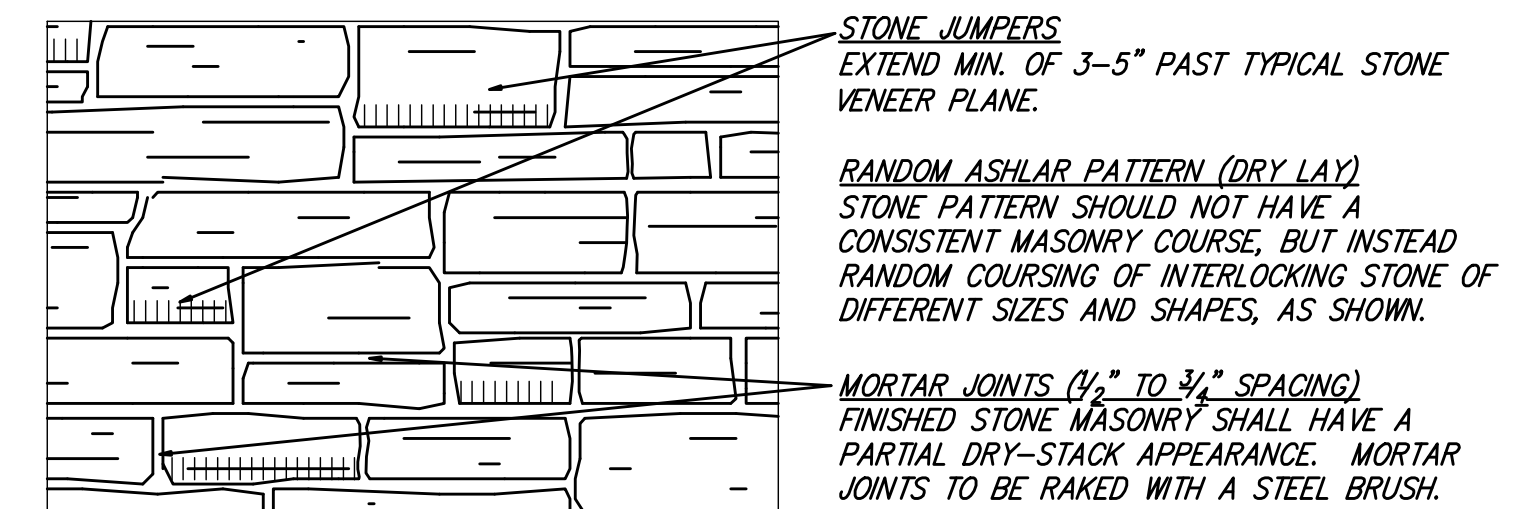 STONE JUMPERS
EXTEND MIN. OF 3–5" PAST TYPICAL STONE
VENEER PLANE.
RANDOM ASHLAR PATTERN (DRY LAY)
STONE PATTERN SHOULD NOT HAVE A
CONSISTENT MASONRY COURSE, BUT INSTEAD
RANDOM COURSING OF INTERLOCKING STONE OF
DIFFERENT SIZES AND SHAPES, AS SHOWN.
MORTAR JOINTS (1/2" TO 3/4" SPACING)
FINISHED STONE MASONRY SHALL HAVE A
PARTIAL DRY–STACK APPEARANCE. MORTAR
JOINTS TO BE RAKED WITH A STEEL BRUSH.